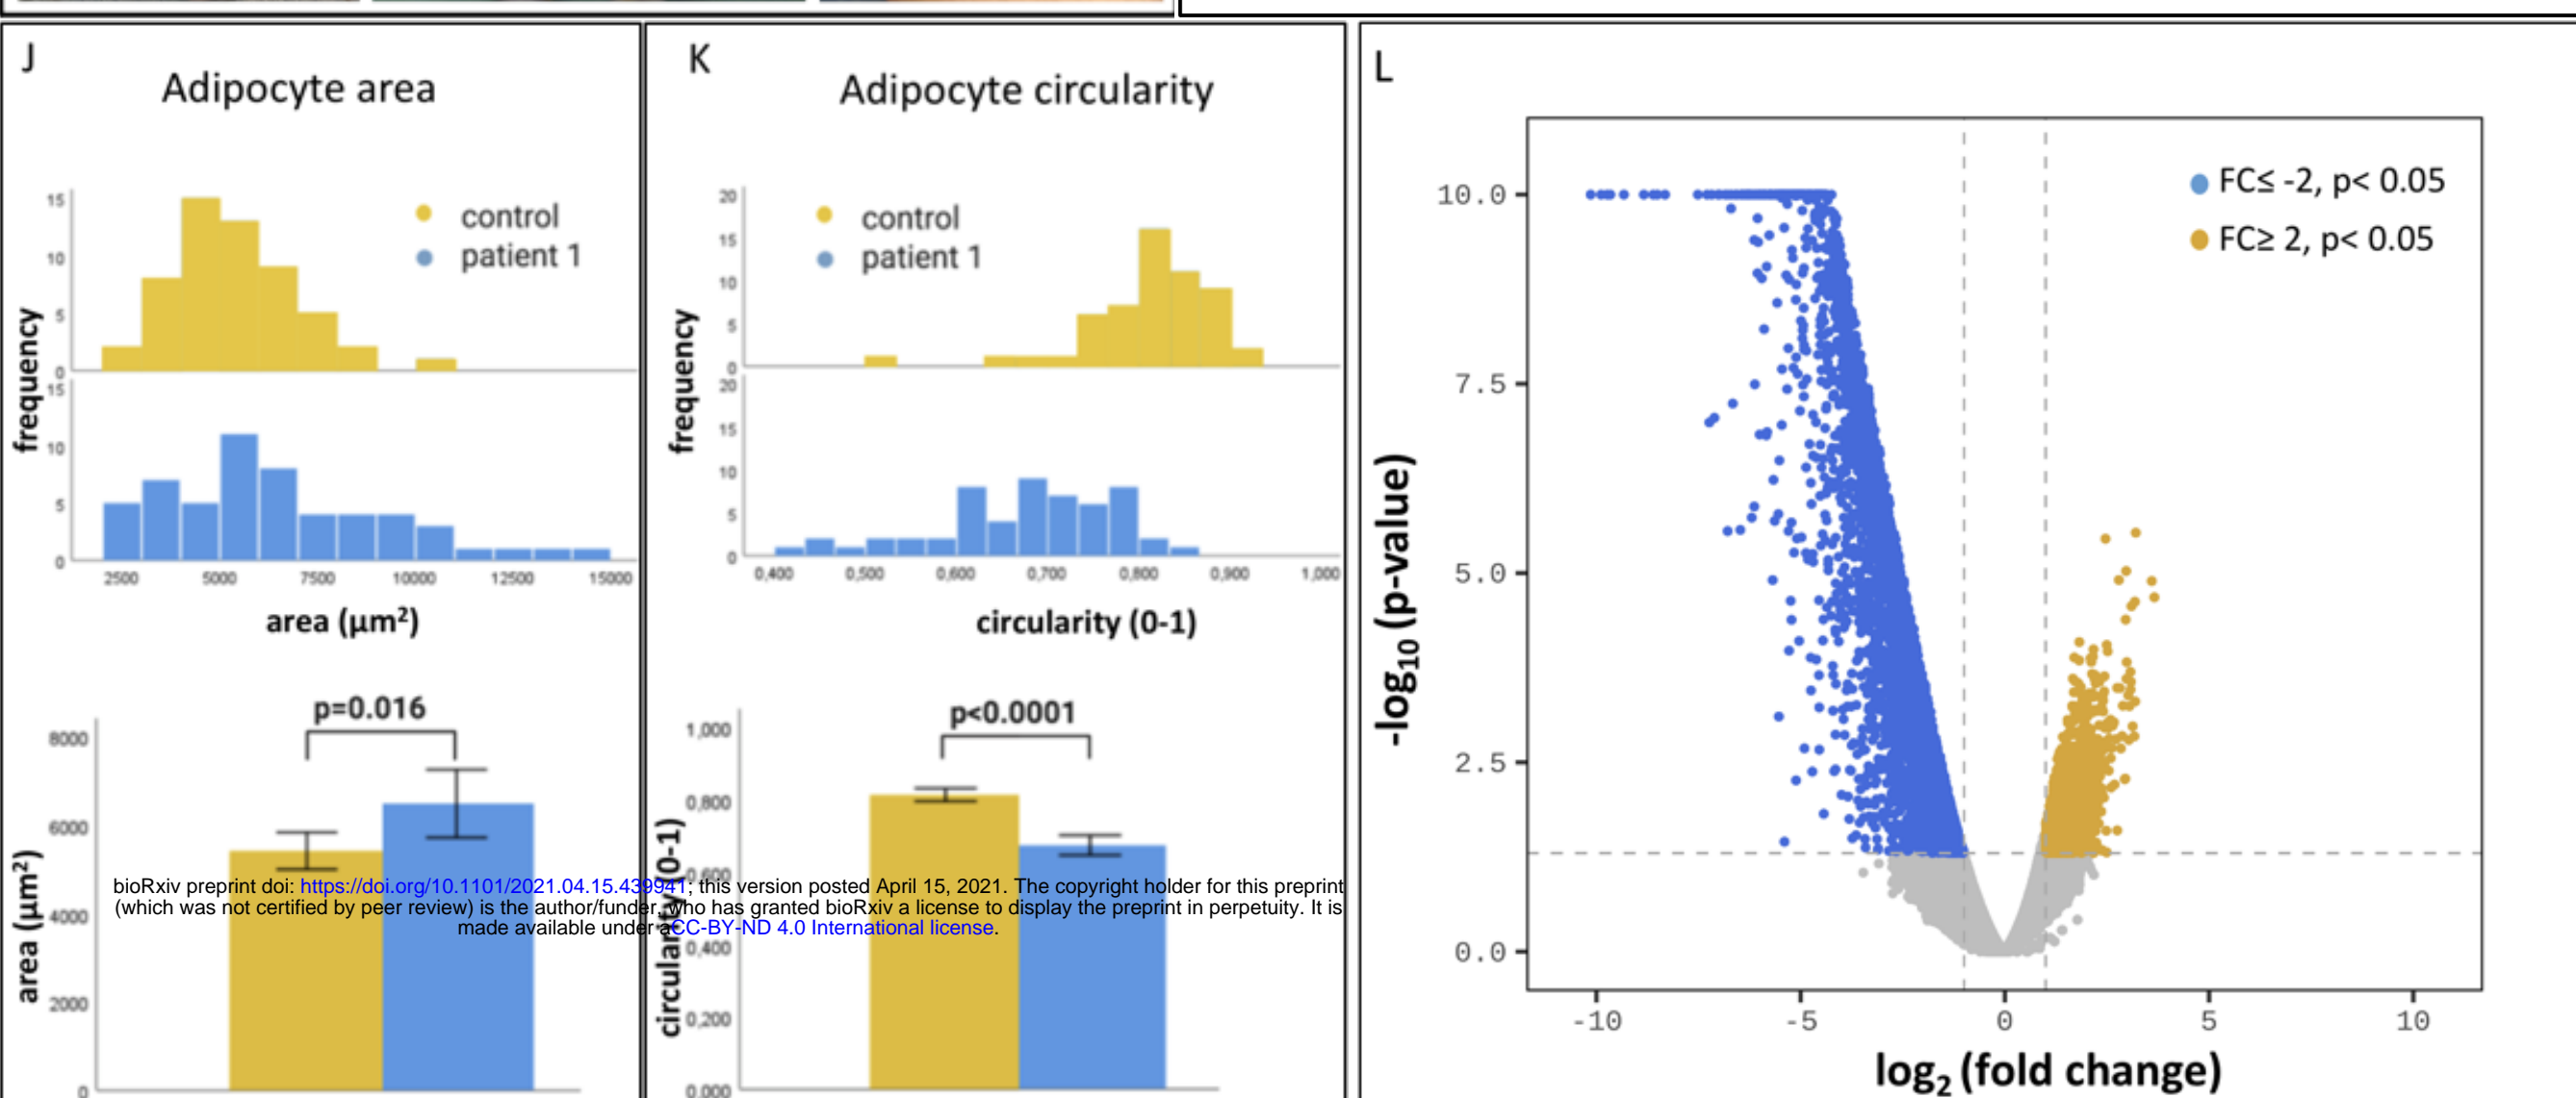 J
Adipocyte area
control
patient 1
frequency
15
10
5
0
15
10
5
0
2500 5000 7500 10000 12500 15000
area (µm²)
p=0.016
area (µm²)
8000
6000
4000
2000
0
K
Adipocyte circularity
control
patient 1
frequency
20
15
10
5
0
20
15
10
5
0
0,400 0,500 0,600 0,700 0,800 0,900 1,000
circularity (0-1)
p<0.0001
circularity (0-1)
1,000
0,800
0,600
0,400
0,200
0,000
bioRxiv preprint doi: https://doi.org/10.1101/2021.04.15.439941; this version posted April 15, 2021. The copyright holder for this preprint
(which was not certified by peer review) is the author/funder, who has granted bioRxiv a license to display the preprint in perpetuity. It is
made available under aCC-BY-ND 4.0 International license.
L
FC≤ -2, p< 0.05
FC≥ 2, p< 0.05
-log₁₀ (p-value)
10.0
7.5
5.0
2.5
0.0
-10 -5 0 5 10
log₂ (fold change)